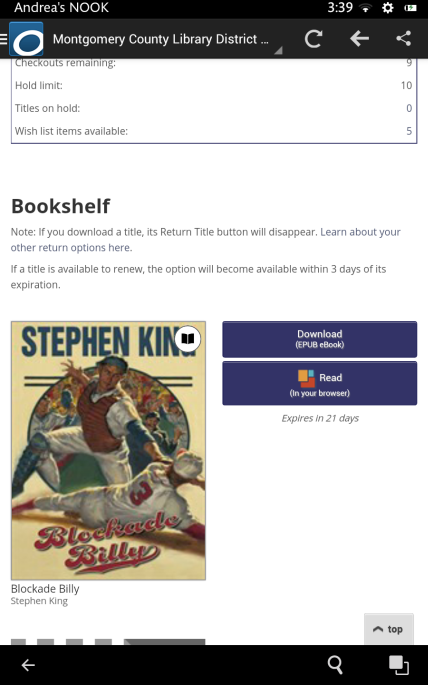 Andrea's NOOK
3:39
Montgomery County Library District ...
Checkouts remaining: 9
Hold limit: 10
Titles on hold: 0
Wish list items available: 5
Bookshelf
Note: If you download a title, its Return Title button will disappear. Learn about your
other return options here.
If a title is available to renew, the option will become available within 3 days of its
expiration.
STEPHEN KING
3
Blockade
Billy
Download
(EPUB eBook)
Read
(In your browser)
Expires in 21 days
Blockade Billy
Stephen King
top